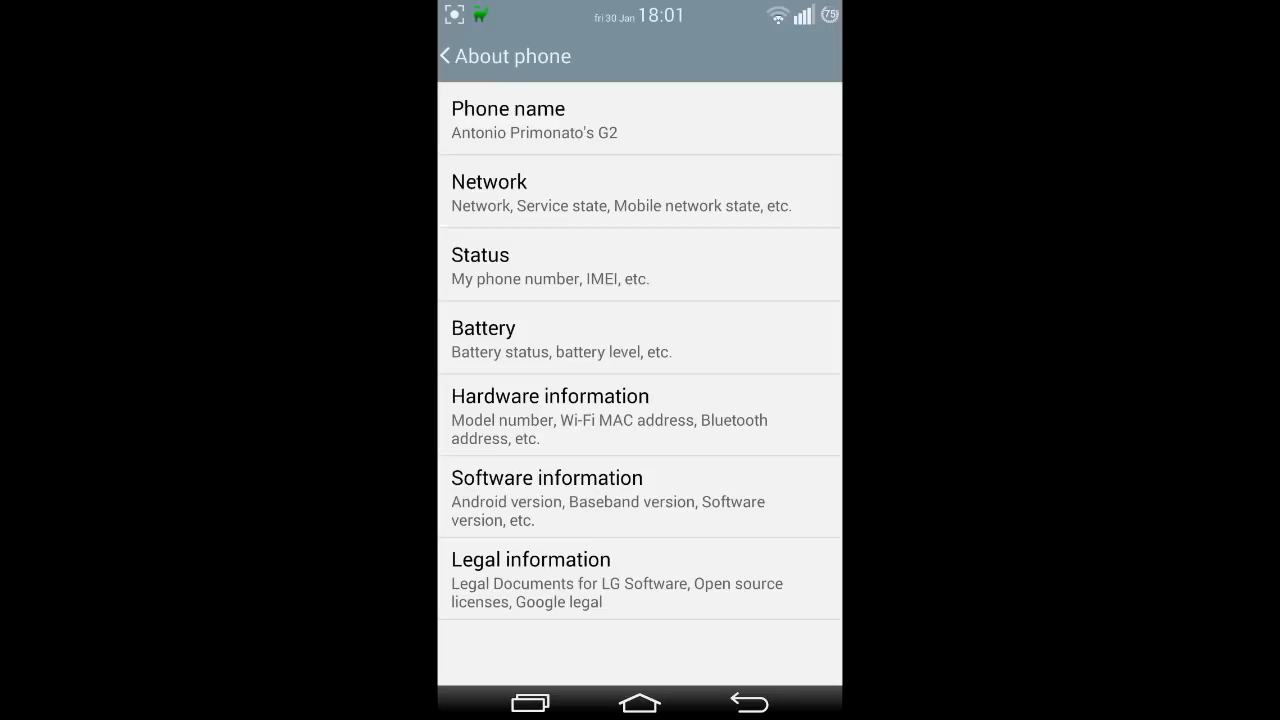 fri 30 Jan 18:01 75
About phone
Phone name
Antonio Primonato's G2
Network
Network, Service state, Mobile network state, etc.
Status
My phone number, IMEI, etc.
Battery
Battery status, battery level, etc.
Hardware information
Model number, Wi-Fi MAC address, Bluetooth
address, etc.
Software information
Android version, Baseband version, Software
version, etc.
Legal information
Legal Documents for LG Software, Open source
licenses, Google legal